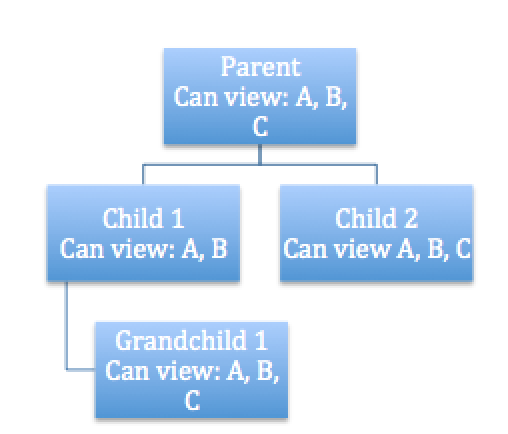 Parent
Can view: A, B,
C
Child 1
Can view: A, B
Child 2
Can view A, B, C
Grandchild 1
Can view: A, B,
C